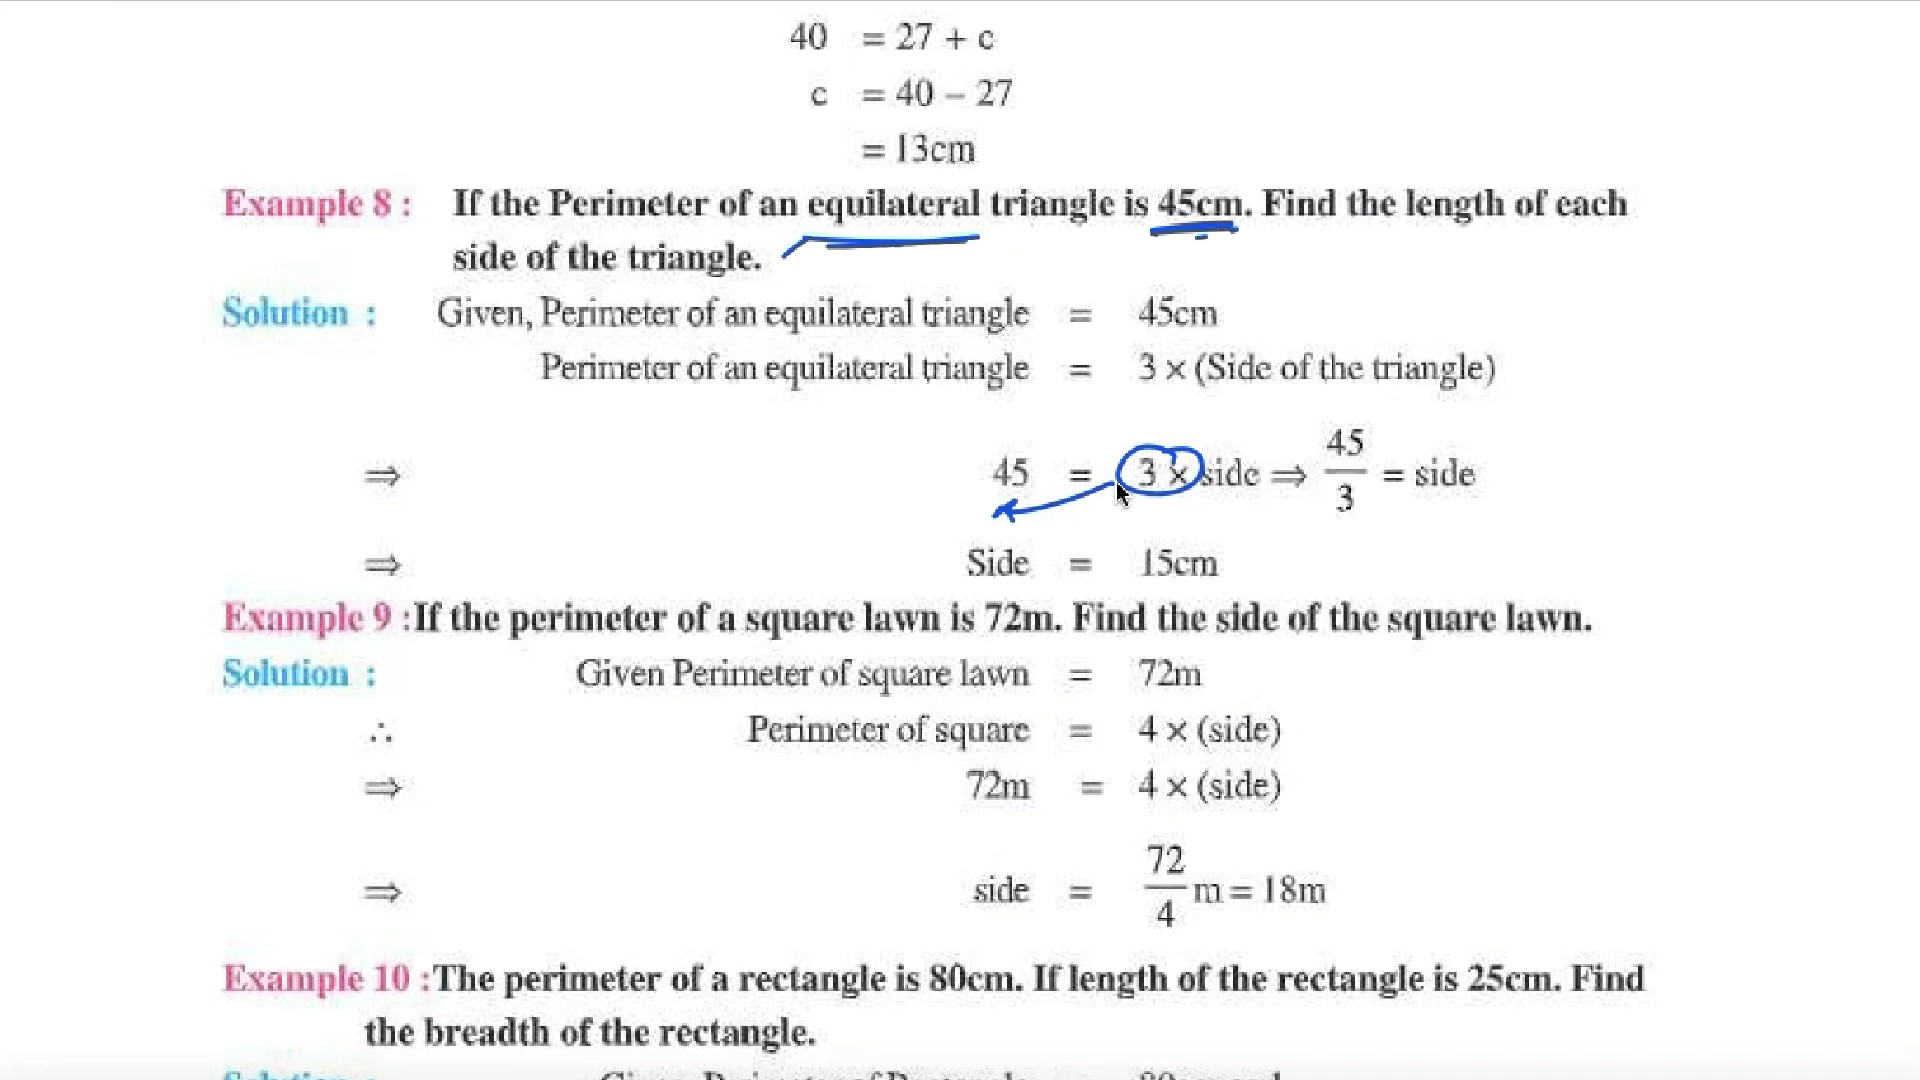 40 = 27 + c
c = 40 – 27
= 13cm
Example 8 : If the Perimeter of an equilateral triangle is 45cm. Find the length of each
side of the triangle.
Solution : Given, Perimeter of an equilateral triangle = 45cm
Perimeter of an equilateral triangle = 3 × (Side of the triangle)
⇒ 45 = 3 × side ⇒ 45/3 = side
⇒ Side = 15cm
Example 9 :If the perimeter of a square lawn is 72m. Find the side of the square lawn.
Solution : Given Perimeter of square lawn = 72m
∴ Perimeter of square = 4 × (side)
⇒ 72m = 4 × (side)
⇒ side = 72/4 m = 18m
Example 10 :The perimeter of a rectangle is 80cm. If length of the rectangle is 25cm. Find
the breadth of the rectangle.